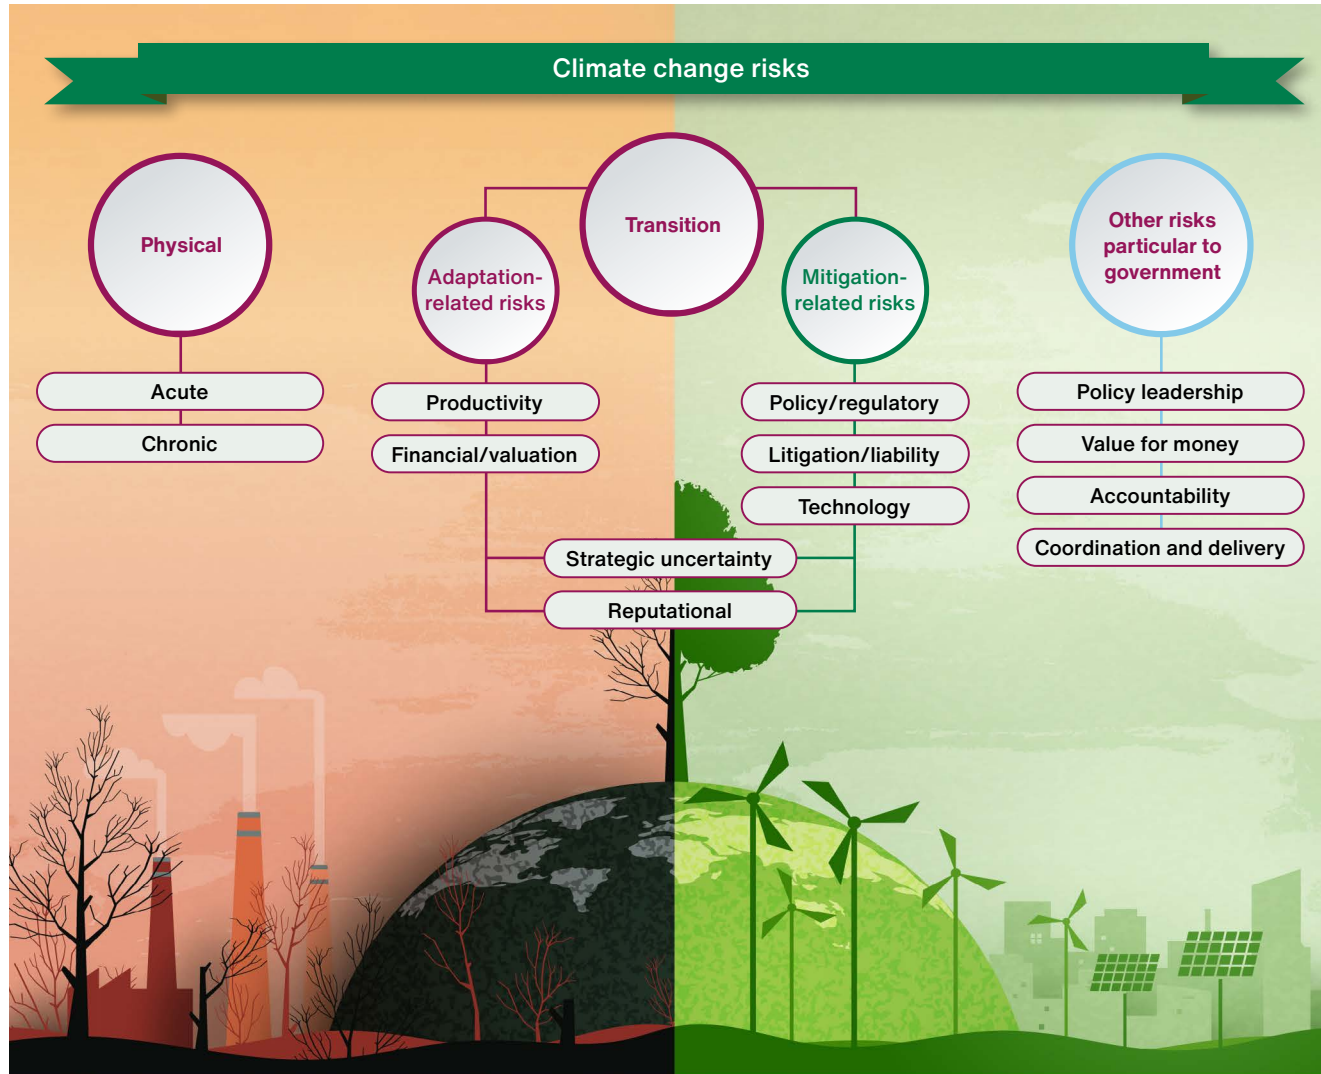 Climate change risks
Physical
Acute
Chronic
Transition
Adaptation-
related risks
Productivity
Financial/valuation
Mitigation-
related risks
Policy/regulatory
Litigation/liability
Technology
Strategic uncertainty
Reputational
Other risks
particular to
government
Policy leadership
Value for money
Accountability
Coordination and delivery